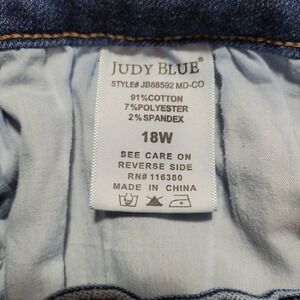 JUDY BLUE®
STYLE# JB88592 MD-CO
91%COTTON
7%POLYESTER
2%SPANDEX
18W
SEE CARE ON
REVERSE SIDE
RN# 116380
MADE IN CHINA